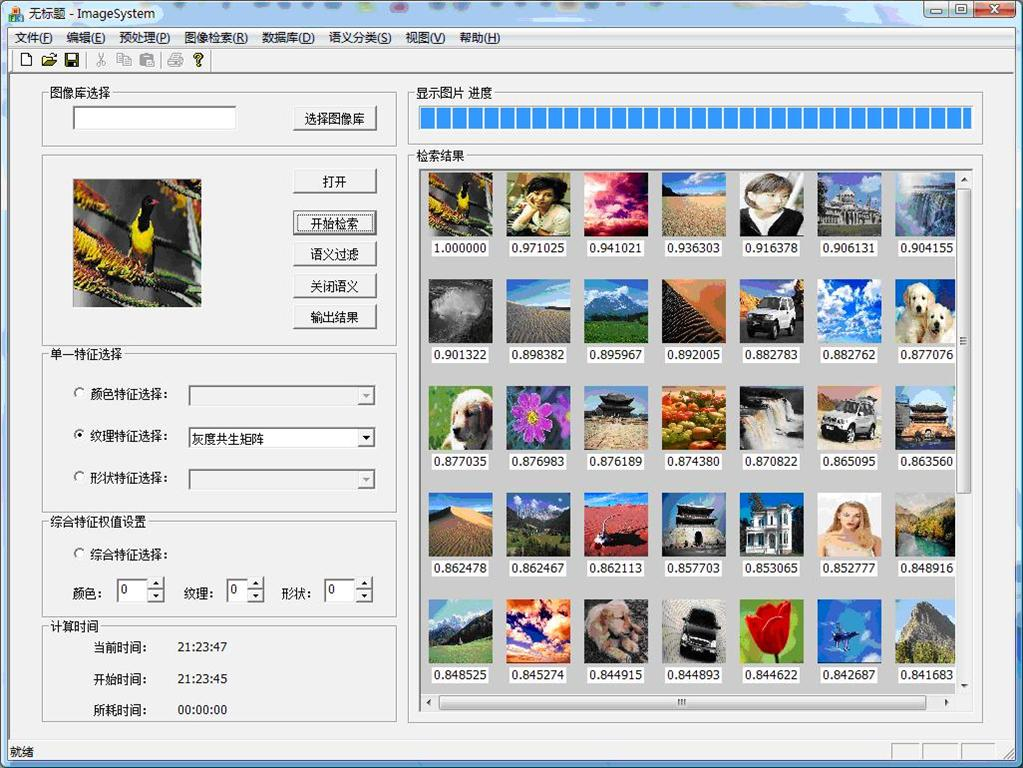 无标题 - ImageSystem
文件(F) 编辑(E) 预处理(P) 图像检索(R) 数据库(D) 语义分类(S) 视图(V) 帮助(H)
图像库选择
选择图像库
打开
开始检索
语义过滤
关闭语义
输出结果
单一特征选择
颜色特征选择:
纹理特征选择: 灰度共生矩阵
形状特征选择:
综合特征权值设置
综合特征选择:
颜色: 0 纹理: 0 形状: 0
计算时间
当前时间: 21:23:47
开始时间: 21:23:45
所耗时间: 00:00:00
显示图片 进度
检索结果
1.000000 0.971025 0.941021 0.936303 0.916378 0.906131 0.904155
0.901322 0.898382 0.895967 0.892005 0.882783 0.882762 0.877076
0.877035 0.876983 0.876189 0.874380 0.870822 0.865095 0.863560
0.862478 0.862467 0.862113 0.857703 0.853065 0.852777 0.848916
0.848525 0.845274 0.844915 0.844893 0.844622 0.842687 0.841683
就绪